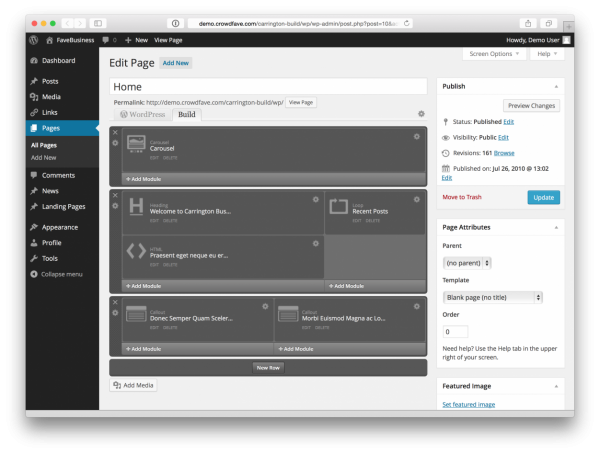 demo.crowdfave.com/carrington-build/wp/wp-admin/post.php?post=10&a
FaveBusiness 0 + New View Page
Howdy, Demo User
Screen Options Help
Dashboard
Posts
Media
Links
Pages
All Pages
Add New
Comments
News
Landing Pages
Appearance
Profile
Tools
Collapse menu
Edit Page Add New
Home
Permalink: http://demo.crowdfave.com/carrington-build/wp/ View Page
WordPress Build
Carousel
Carousel
EDIT DELETE
+ Add Module
Heading
Welcome to Carrington Bus...
EDIT DELETE
Loop
Recent Posts
EDIT DELETE
HTML
Praesent eget neque eu er...
EDIT DELETE
+ Add Module + Add Module
Callout
Donec Semper Quam Sceler...
EDIT DELETE
Callout
Morbi Euismod Magna ac Lo...
EDIT DELETE
+ Add Module + Add Module
New Row
Add Media
Publish
Preview Changes
Status: Published Edit
Visibility: Public Edit
Revisions: 161 Browse
Published on: Jul 26, 2010 @ 13:02
Edit
Move to Trash Update
Page Attributes
Parent
(no parent)
Template
Blank page (no title)
Order
0
Need help? Use the Help tab in the upper
right of your screen.
Featured Image
Set featured image